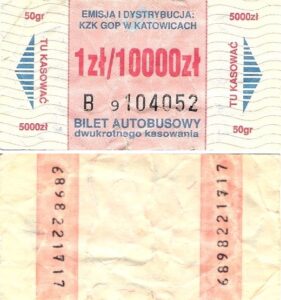 50gr
EMISJA I DYSTRYBUCJA:
5000zł
KZK GOP W KATOWICACH
TU KASOWAĆ
1zł/10000zł
TU KASOWAĆ
B 9104052
BILET AUTOBUSOWY
5000zł
dwukrotnego kasowania
50gr
6898221717
6898221717